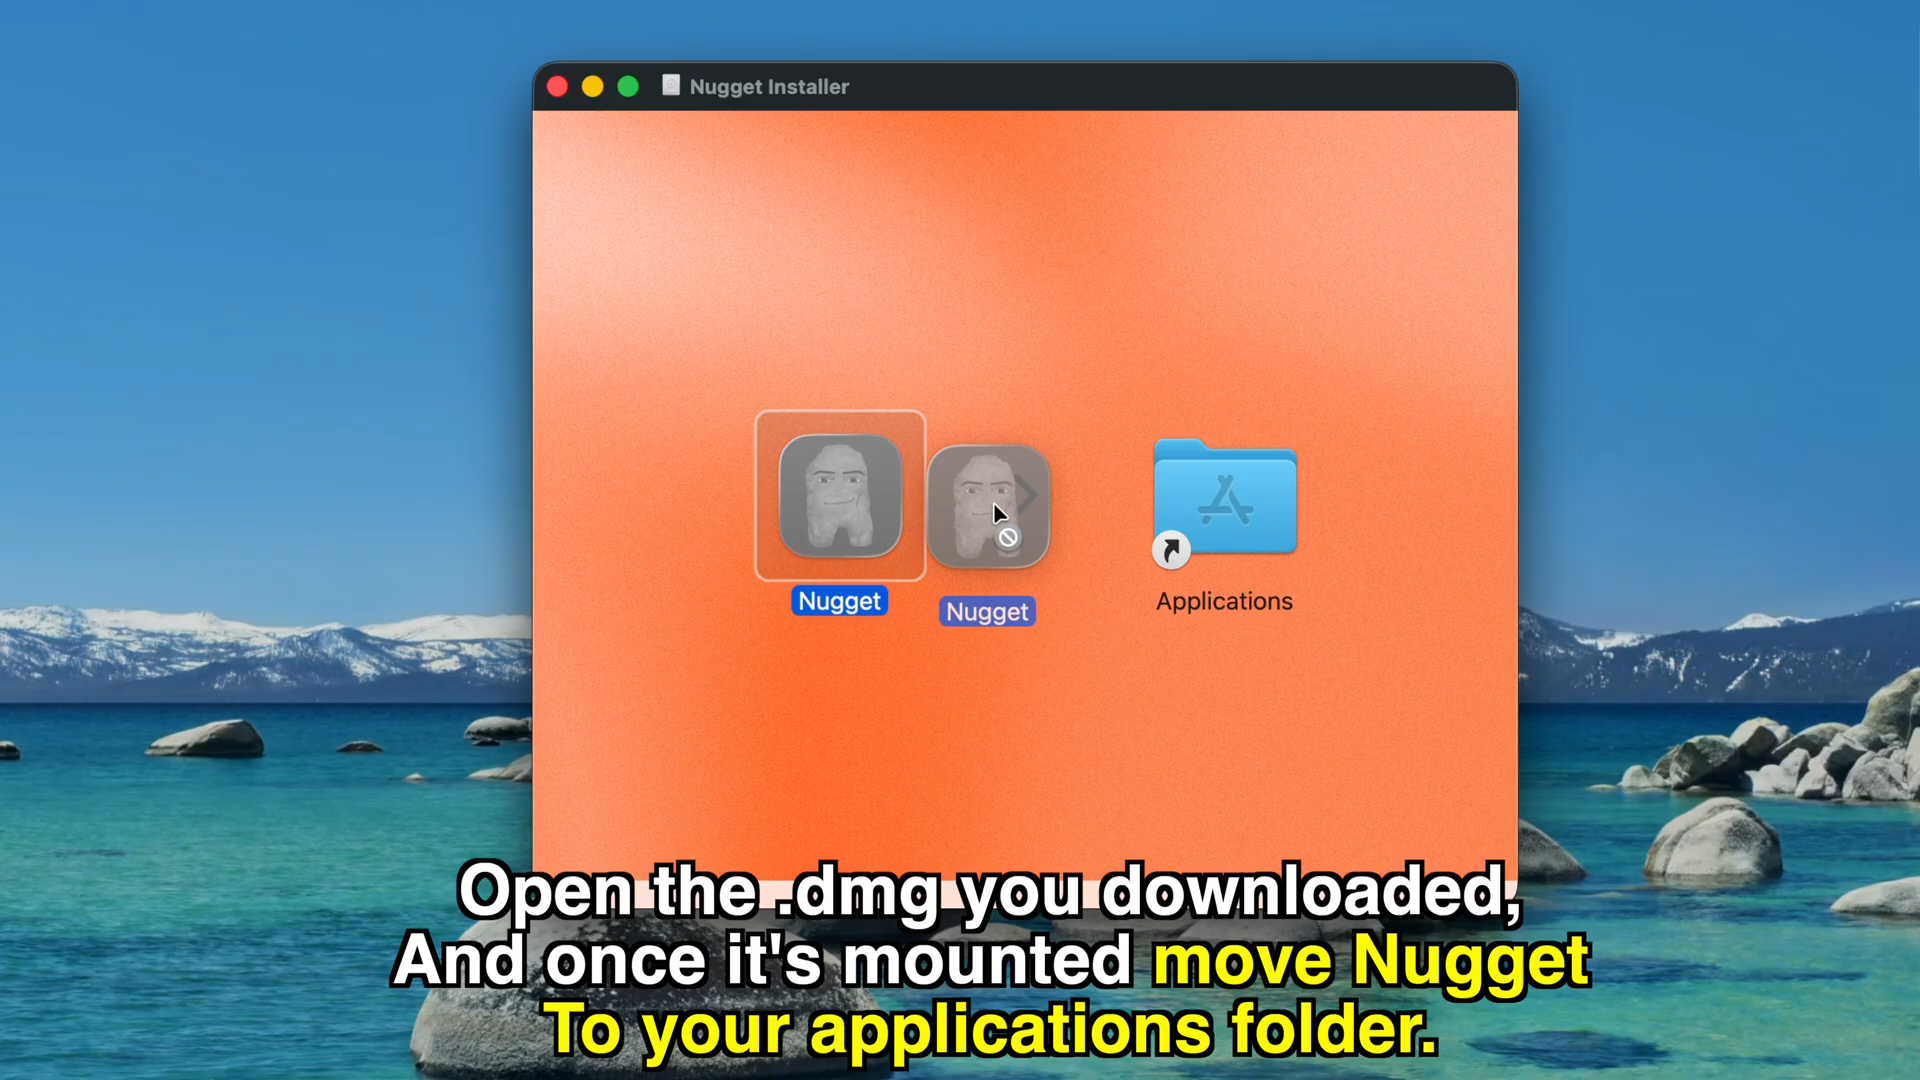 Nugget Installer
Nugget
Nugget
Applications
Open the .dmg you downloaded,
And once it's mounted move Nugget
To your applications folder.